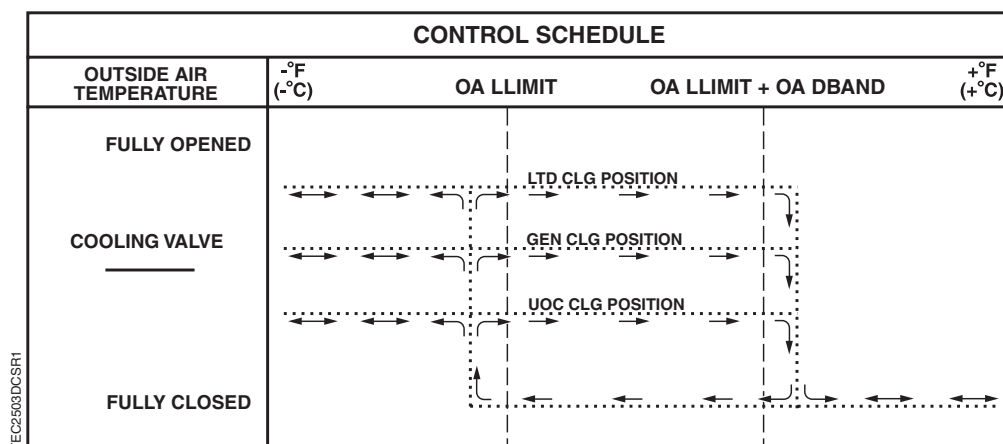 CONTROL SCHEDULE
OUTSIDE AIR
TEMPERATURE
-°F
(-°C)
OA LLIMIT
OA LLIMIT + OA DBAND
+°F
(+°C)
FULLY OPENED
LTD CLG POSITION
COOLING VALVE
GEN CLG POSITION
UOC CLG POSITION
FULLY CLOSED
TEC2503DCSR1